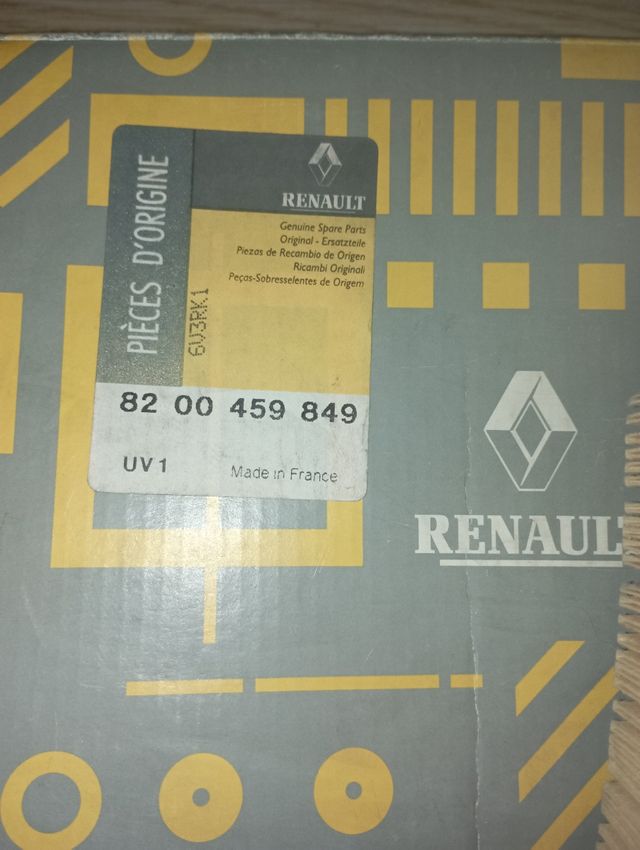 PIÈCES D'ORIGINE
RENAULT
Genuine Spare Parts
Original - Ersatzteile
Piezas de Recambio de Origen
Ricambi Originali
Peças-Sobresselentes de Origem
6V3RK1
82 00 459 849
UV1 Made in France
RENAULT